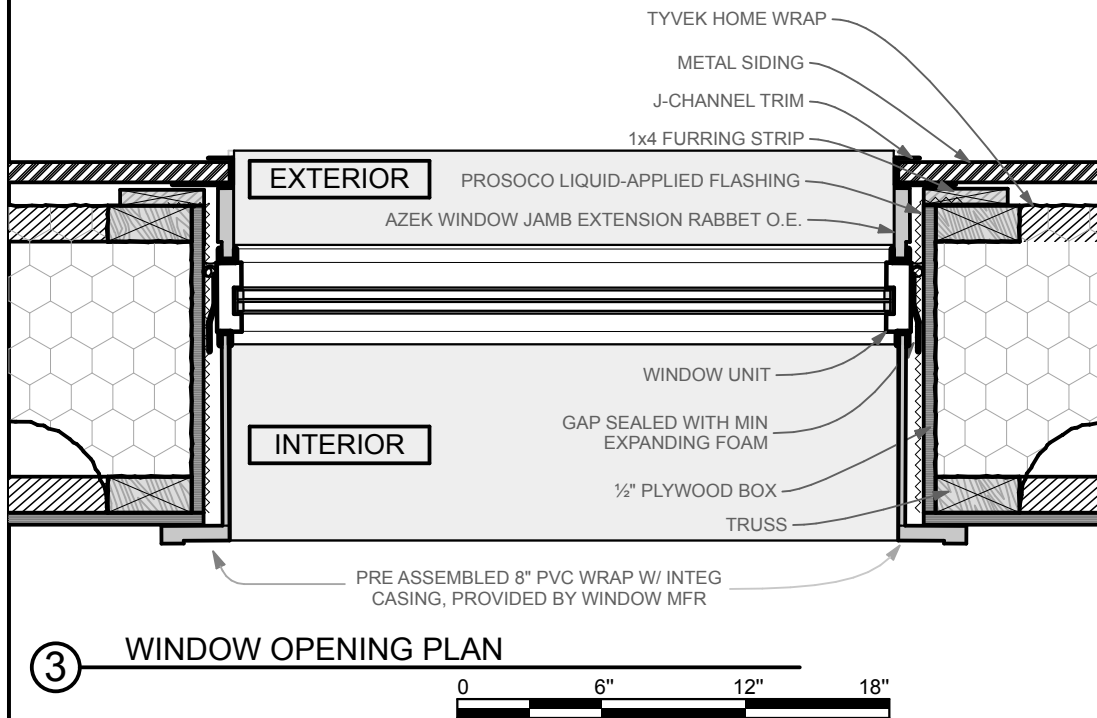 TYVEK HOME WRAP
METAL SIDING
J-CHANNEL TRIM
1x4 FURRING STRIP
EXTERIOR
PROSOCO LIQUID-APPLIED FLASHING
AZEK WINDOW JAMB EXTENSION RABBET O.E.
WINDOW UNIT
GAP SEALED WITH MIN
EXPANDING FOAM
INTERIOR
½" PLYWOOD BOX
TRUSS
PRE ASSEMBLED 8" PVC WRAP W/ INTEG
CASING, PROVIDED BY WINDOW MFR
3 WINDOW OPENING PLAN
0 6" 12" 18"